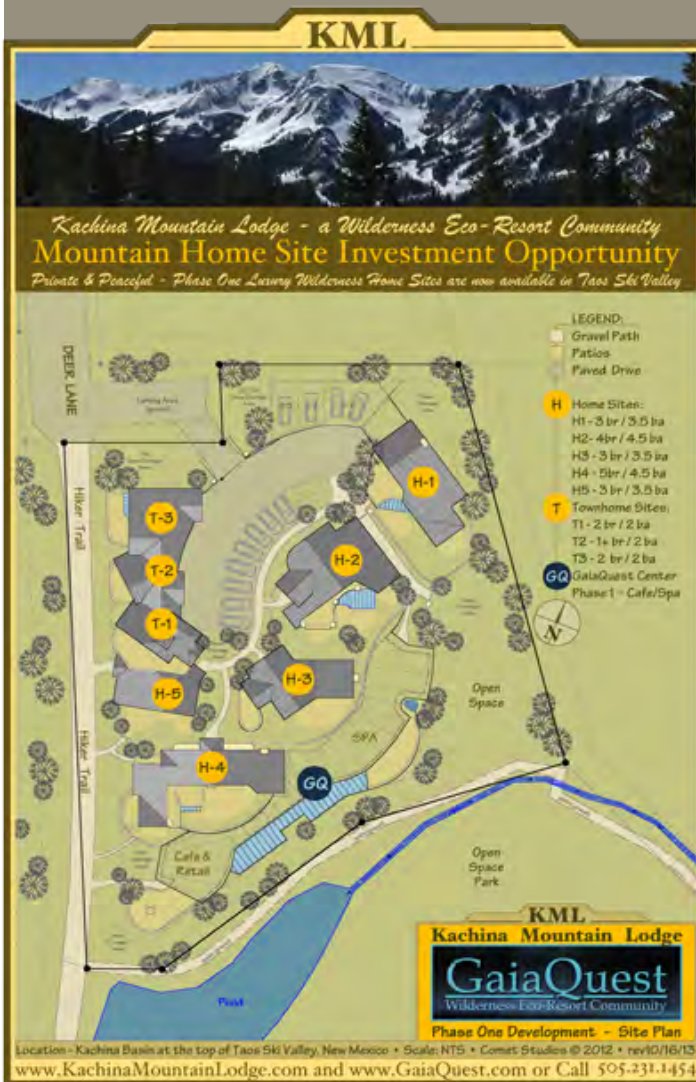 KML
Kachina Mountain Lodge - a Wilderness Eco-Resort Community
Mountain Home Site Investment Opportunity
Private & Peaceful - Phase One Luxury Wilderness Home Sites are now available in Taos Ski Valley
LEGEND:
Gravel Path
Patios
Paved Drive
H Home Sites:
H1 - 3 br / 3.5 ba
H2- 4br / 4.5 ba
H3 - 3 br / 3.5 ba
H4 - 5br / 4.5 ba
H5 - 3 br / 3.5 ba
T Townhome Sites:
T1 - 2 br / 2 ba
T2 - 1+ br / 2 ba
T3 - 2 br / 2 ba
GQ GaiaQuest Center
Phase 1 - Cafe/Spa
N
DEER LANE
Hiker Trail
H-1
T-3
H-2
T-2
T-1
H-3
H-5
Open
Space
SPA
Hiker Trail
H-4
GQ
Cafe &
Retail
Open
Space
Park
Pond
KML
Kachina Mountain Lodge
GaiaQuest
Wilderness Eco-Resort Community
Phase One Development - Site Plan
Location - Kachina Basin at the top of Taos Ski Valley, New Mexico • Scale: NTS • Comet Studios © 2012 • rev10/16/13
www.KachinaMountainLodge.com and www.GaiaQuest.com or Call 505.231.1454